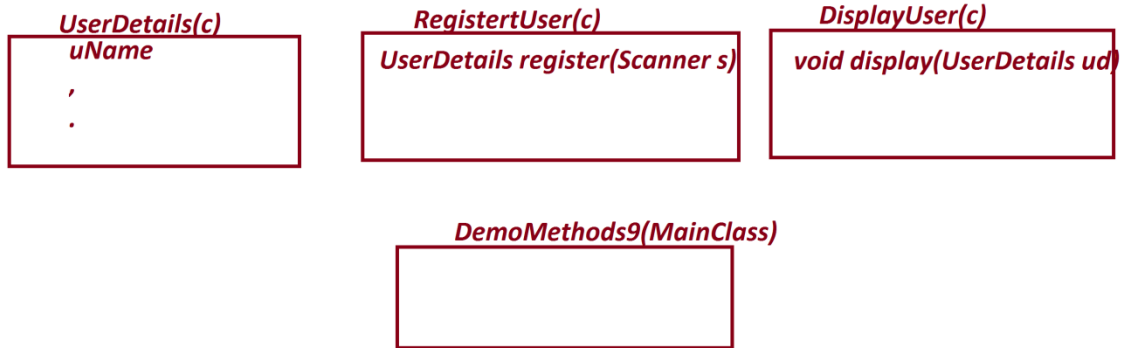 UserDetails(c)
uName
,
.
RegistertUser(c)
UserDetails register(Scanner s)
DisplayUser(c)
void display(UserDetails ud)
DemoMethods9(MainClass)